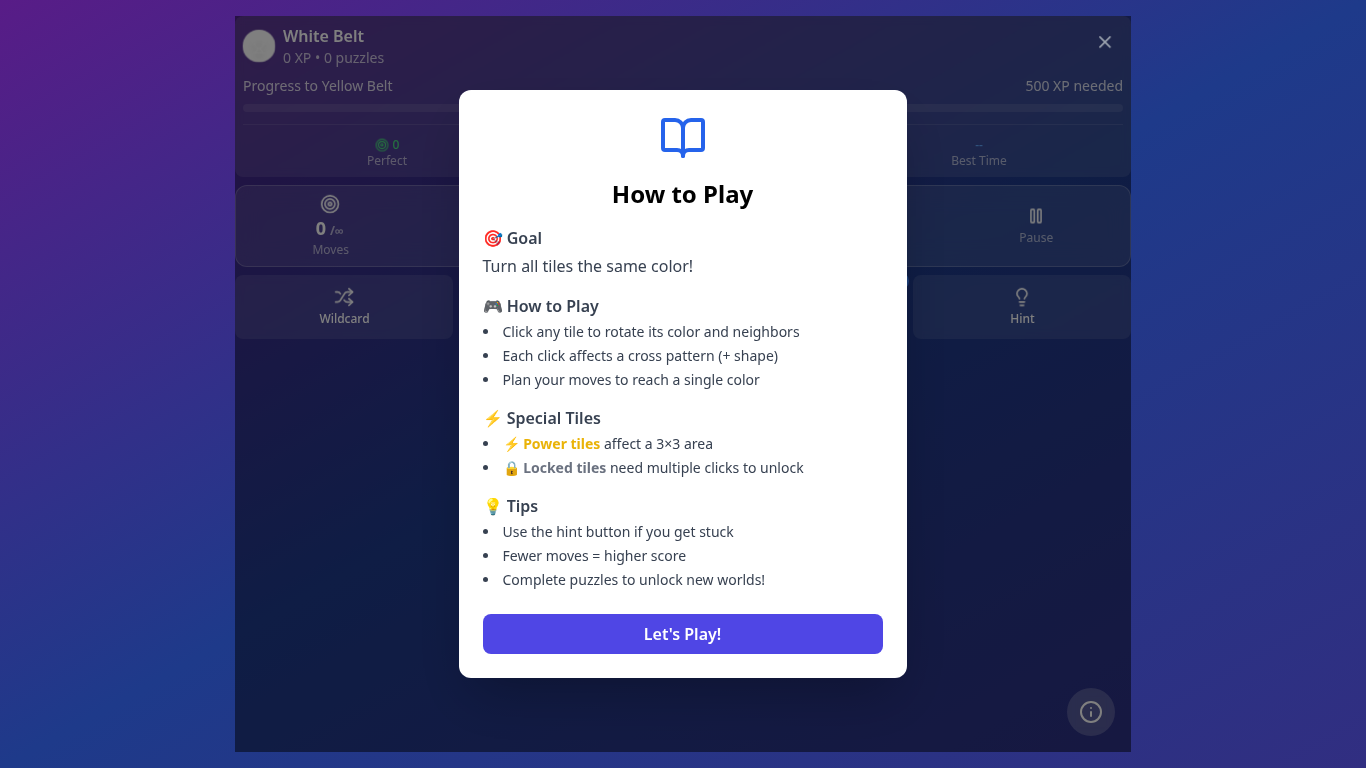 White Belt
0 XP • 0 puzzles
Progress to Yellow Belt
500 XP needed
0
Perfect
--
Best Time
0 /∞
Moves
Pause
Wildcard
Hint
How to Play
🎯 Goal
Turn all tiles the same color!
🎮 How to Play
• Click any tile to rotate its color and neighbors
• Each click affects a cross pattern (+ shape)
• Plan your moves to reach a single color
⚡ Special Tiles
• ⚡ Power tiles affect a 3×3 area
• 🔒 Locked tiles need multiple clicks to unlock
💡 Tips
• Use the hint button if you get stuck
• Fewer moves = higher score
• Complete puzzles to unlock new worlds!
Let's Play!